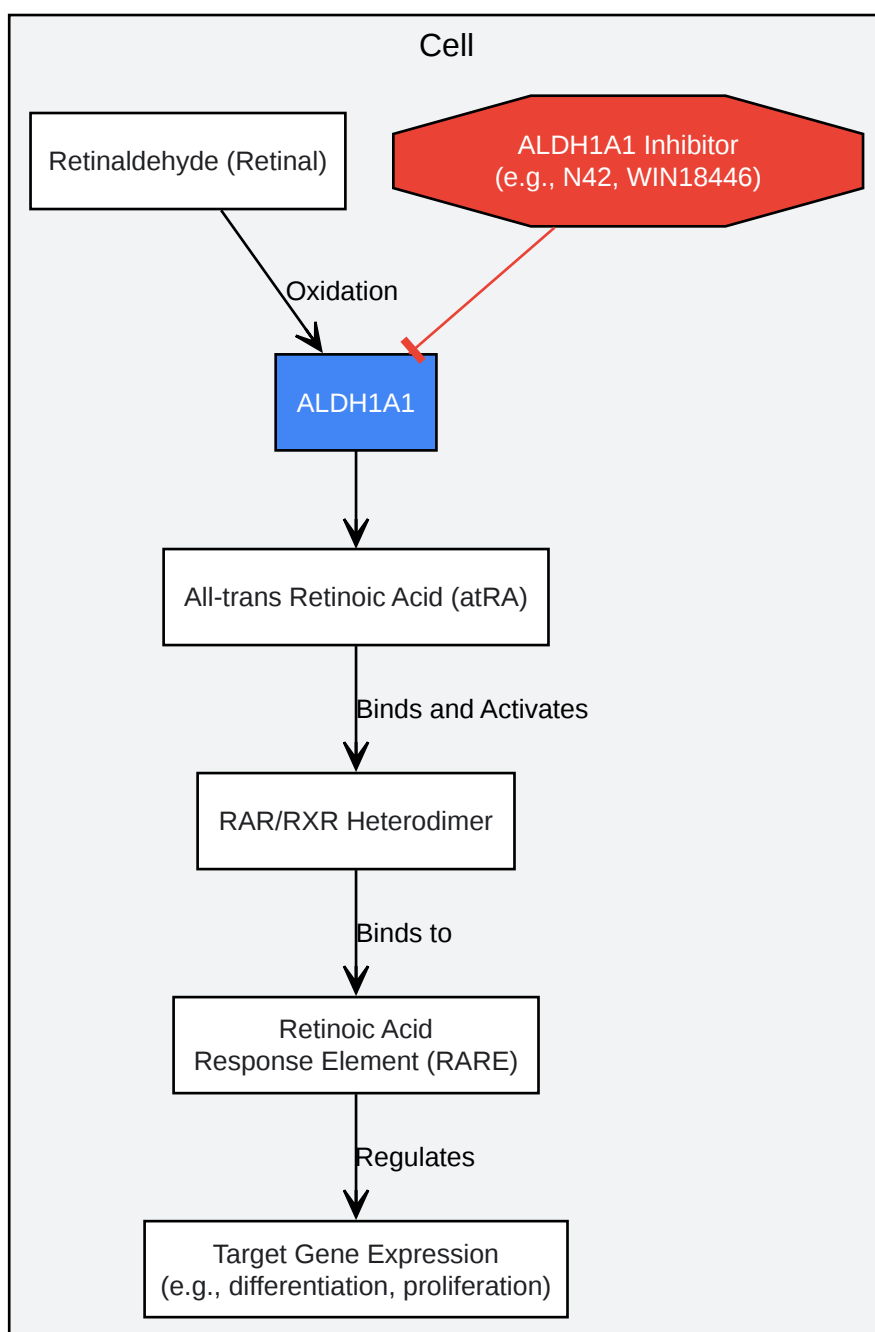 Cell
Retinaldehyde (Retinal)
ALDH1A1 Inhibitor
(e.g., N42, WIN18446)
Oxidation
ALDH1A1
All-trans Retinoic Acid (atRA)
Binds and Activates
RAR/RXR Heterodimer
Binds to
Retinoic Acid
Response Element (RARE)
Regulates
Target Gene Expression
(e.g., differentiation, proliferation)